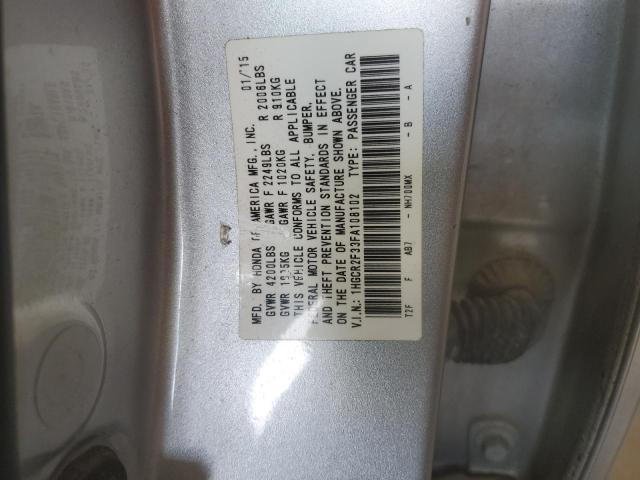 MFD. BY HONDA OF AMERICA MFG., INC. 01/'15
GVWR 4200LBS GAWR F 2249LBS R 2006LBS
GVWR 1905KG GAWR F 1020KG R 910KG
THIS VEHICLE CONFORMS TO ALL APPLICABLE
FEDERAL MOTOR VEHICLE SAFETY, BUMPER,
AND THEFT PREVENTION STANDARDS IN EFFECT
ON THE DATE OF MANUFACTURE SHOWN ABOVE.
V.I.N.: 1HGCR2F33FA108102 TYPE: PASSENGER CAR
T2F F AB7 - NH700MX - B - A